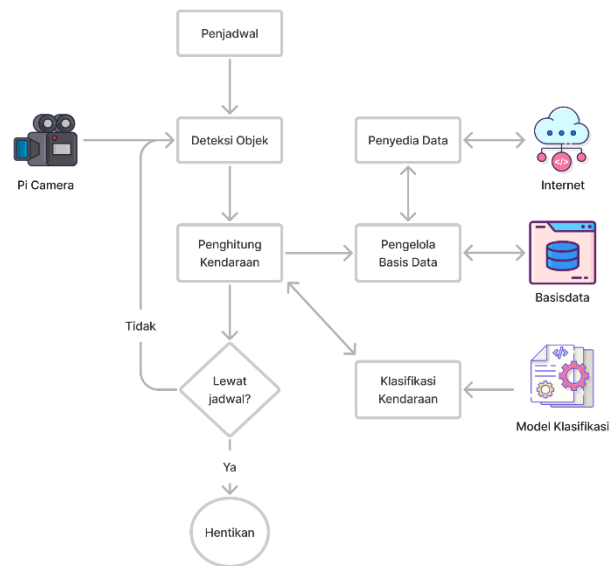 Penjadwal
Deteksi Objek
Penyedia Data
Pi Camera
Internet
Penghitung
Kendaraan
Pengelola
Basis Data
Basisdata
Tidak
Lewat
jadwal?
Klasifikasi
Kendaraan
Model Klasifikasi
Ya
Hentikan